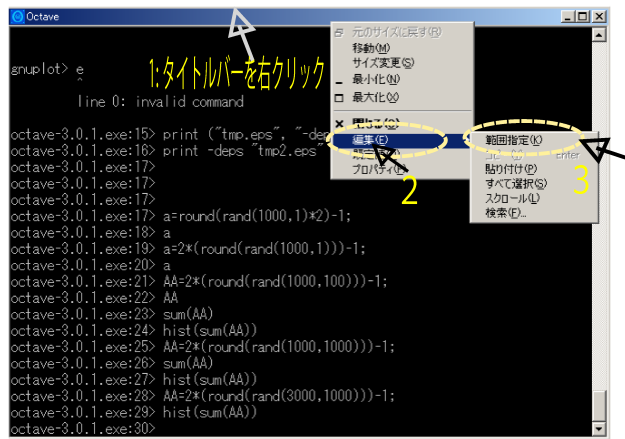 Octave
gnuplot> e
^
line 0: invalid command
1:タイトルバーを右クリック
元のサイズに戻す(R)
移動(M)
サイズ変更(S)
最小化(N)
最大化(X)
閉じる(C)
編集(E)
プロパティ(P)
2
範囲指定(K)
Enter
貼り付け(P)
すべて選択(S)
スクロール(L)
検索(F)...
3
octave-3.0.1.exe:15> print ("tmp.eps", "-dep
octave-3.0.1.exe:16> print -deps "tmp2.eps"
octave-3.0.1.exe:17>
octave-3.0.1.exe:17>
octave-3.0.1.exe:17>
octave-3.0.1.exe:17> a=round(rand(1000,1)*2)-1;
octave-3.0.1.exe:18> a
octave-3.0.1.exe:19> a=2*(round(rand(1000,1)))-1;
octave-3.0.1.exe:20> a
octave-3.0.1.exe:21> AA=2*(round(rand(1000,100)))-1;
octave-3.0.1.exe:22> AA
octave-3.0.1.exe:23> sum(AA)
octave-3.0.1.exe:24> hist(sum(AA))
octave-3.0.1.exe:25> AA=2*(round(rand(1000,1000)))-1;
octave-3.0.1.exe:26> sum(AA)
octave-3.0.1.exe:27> hist(sum(AA))
octave-3.0.1.exe:28> AA=2*(round(rand(3000,1000)))-1;
octave-3.0.1.exe:29> hist(sum(AA))
octave-3.0.1.exe:30>